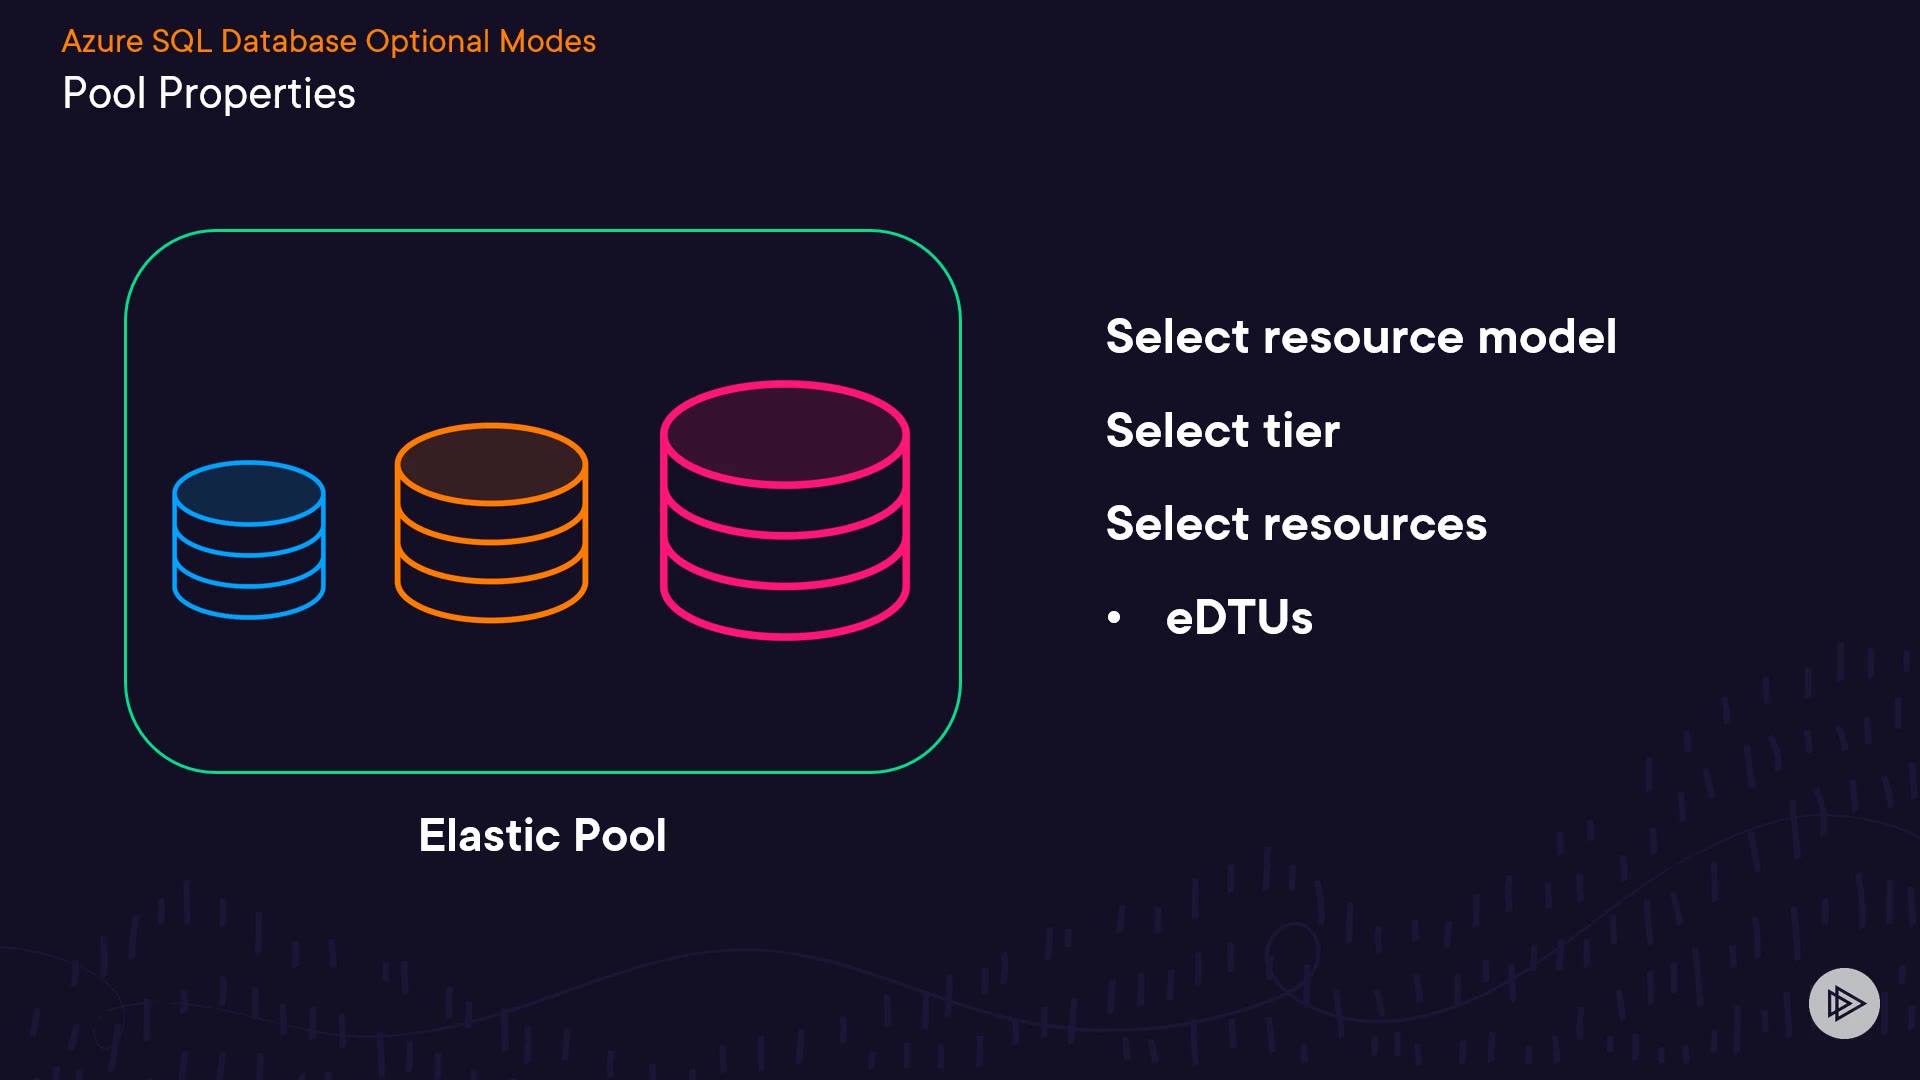 Azure SQL Database Optional Modes
Pool Properties
Select resource model
Select tier
Select resources
• eDTUs
Elastic Pool